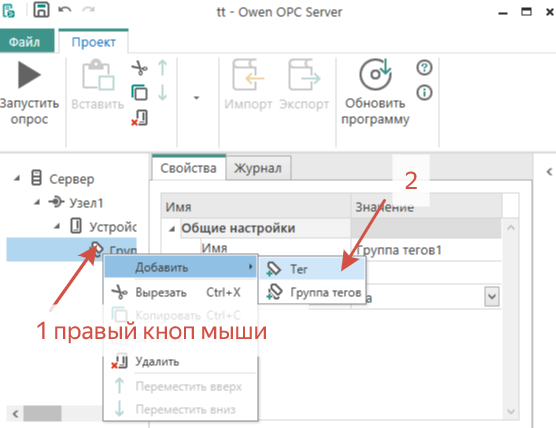 tt - Owen OPC Server
Файл
Проект
Запустить опрос
Вставить
Импорт
Экспорт
Обновить программу
Свойства
Журнал
2
Сервер
Узел1
Устройс
Груп
Имя
Значение
Общие настройки
Имя
Группа тегов1
Добавить
Тег
Вырезать Ctrl+X
Группа тегов
Копировать Ctrl+C
1 правый кноп мыши
Удалить
Переместить вверх
Переместить вниз